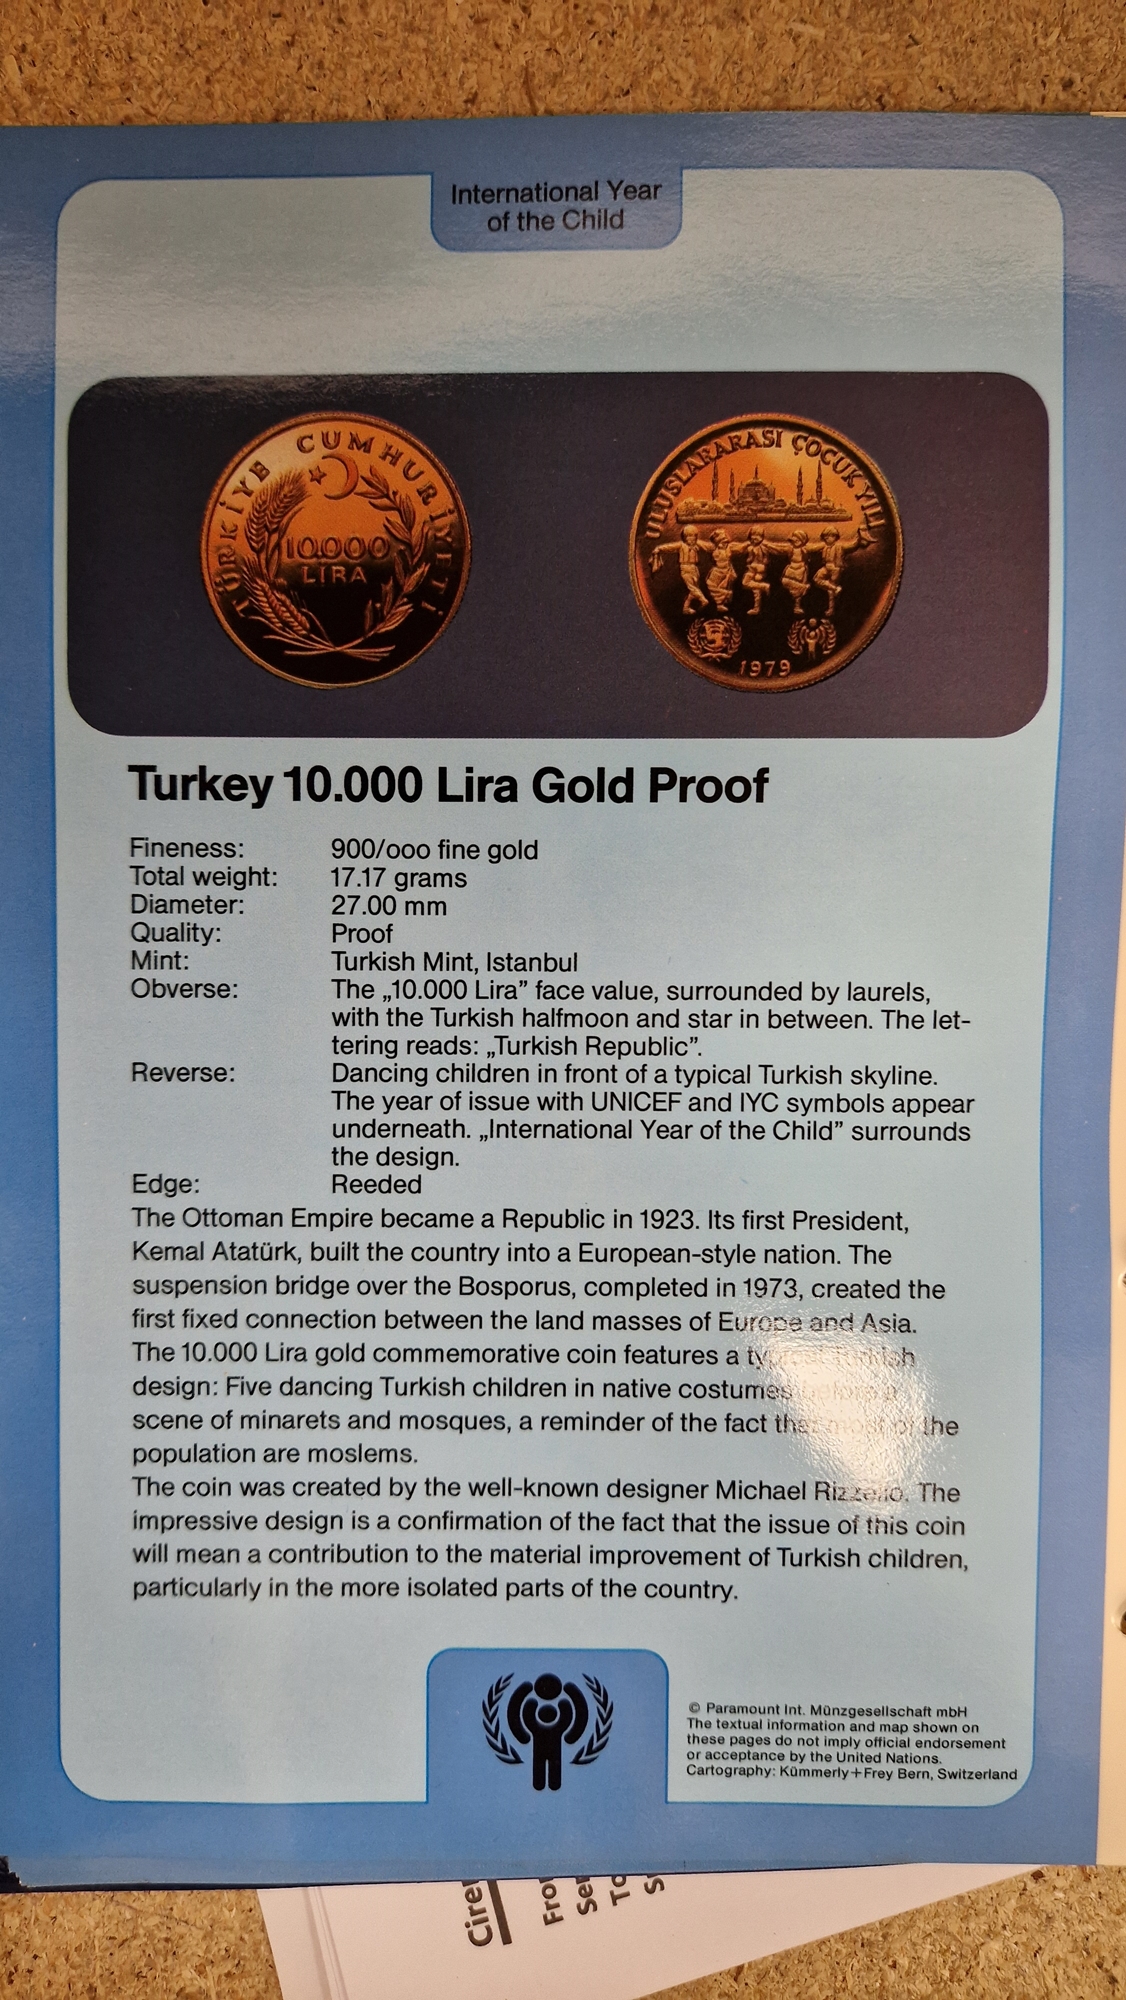 International Year
of the Child
TÜRKİYE CUMHURİYETİ
10.000
LİRA
ULUSLARARASI ÇOCUK YILI
1979
Turkey 10.000 Lira Gold Proof
Fineness: 900/ooo fine gold
Total weight: 17.17 grams
Diameter: 27.00 mm
Quality: Proof
Mint: Turkish Mint, Istanbul
Obverse: The „10.000 Lira” face value, surrounded by laurels,
with the Turkish halfmoon and star in between. The let-
tering reads: „Turkish Republic”.
Reverse: Dancing children in front of a typical Turkish skyline.
The year of issue with UNICEF and IYC symbols appear
underneath. „International Year of the Child” surrounds
the design.
Edge: Reeded
The Ottoman Empire became a Republic in 1923. Its first President,
Kemal Atatürk, built the country into a European-style nation. The
suspension bridge over the Bosporus, completed in 1973, created the
first fixed connection between the land masses of Europe and Asia.
The 10.000 Lira gold commemorative coin features a typical Turkish
design: Five dancing Turkish children in native costumes before a
scene of minarets and mosques, a reminder of the fact that most of the
population are moslems.
The coin was created by the well-known designer Michael Rizzello. The
impressive design is a confirmation of the fact that the issue of this coin
will mean a contribution to the material improvement of Turkish children,
particularly in the more isolated parts of the country.
© Paramount Int. Münzgesellschaft mbH
The textual information and map shown on
these pages do not imply official endorsement
or acceptance by the United Nations.
Cartography: Kümmerly+Frey Bern, Switzerland